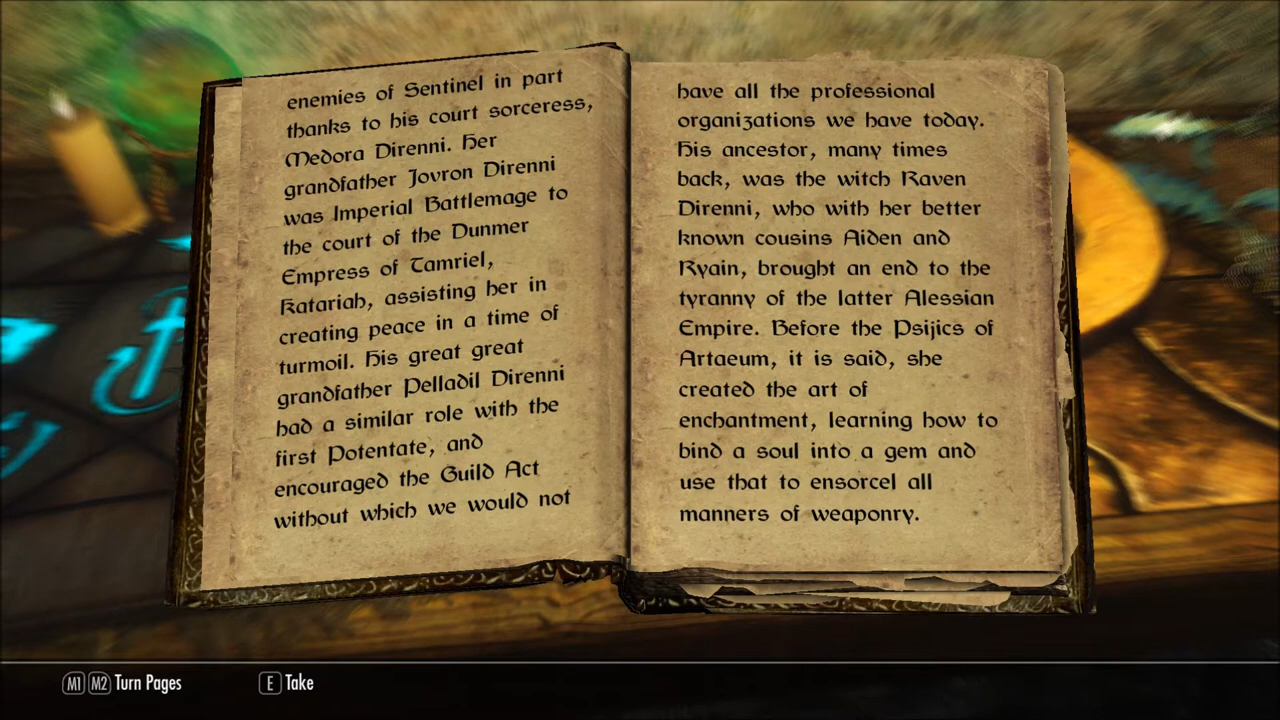 enemies of Sentinel in part
thanks to his court sorceress,
Medora Direnni. Her
grandfather Jovron Direnni
was Imperial Battlemage to
the court of the Dunmer
Empress of Tamriel,
Katariah, assisting her in
creating peace in a time of
turmoil. His great great
grandfather Pelladil Direnni
had a similar role with the
first Potentate, and
encouraged the Guild Act
without which we would not
have all the professional
organizations we have today.
His ancestor, many times
back, was the witch Raven
Direnni, who with her better
known cousins Aiden and
Ryain, brought an end to the
tyranny of the latter Alessian
Empire. Before the Psijics of
Artaeum, it is said, she
created the art of
enchantment, learning how to
bind a soul into a gem and
use that to ensorcel all
manners of weaponry.
M1 M2 Turn Pages E Take